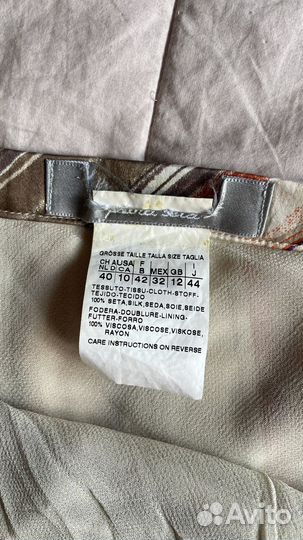 GRÖSSE TAILLE TALLA SIZE TAGLIA
CH AUSA F I
NL D CA B MEX GB J
40 10 42 32 12 44
TESSUTO-TISSU-CLOTH-STOFF-
TEJIDO-TECIDO
100% SETA,SILK,SEDA,SOIE,SEIDE
FODERA-DOUBLURE-LINING-
FUTTER-FORRO
100% VISCOSA,VISCOSE,VISKOSE,
RAYON
CARE INSTRUCTIONS ON REVERSE
Avito